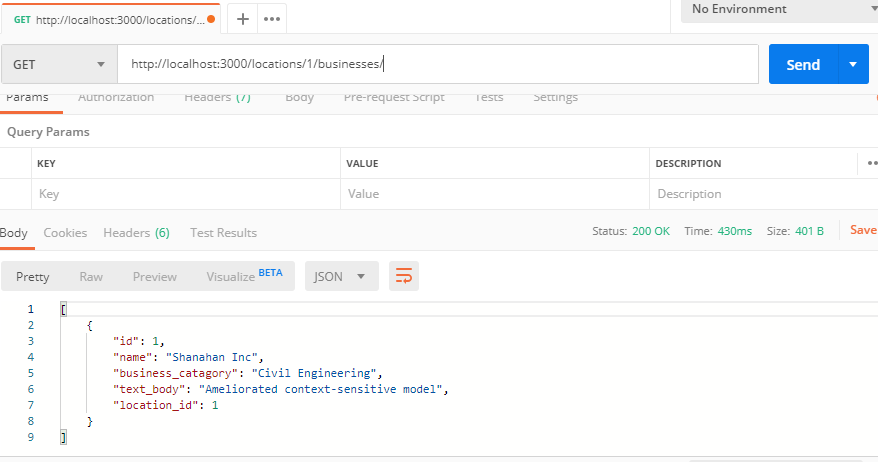 GET http://localhost:3000/locations/... + ••• No Environment
GET http://localhost:3000/locations/1/businesses/ Send
Params Authorization Headers (7) Body Pre-request Script Tests Settings
Query Params
KEY VALUE DESCRIPTION ••
Key Value Description
Body Cookies Headers (6) Test Results Status: 200 OK Time: 430ms Size: 401 B Save
Pretty Raw Preview Visualize BETA JSON
1 [
2 {
3 "id": 1,
4 "name": "Shanahan Inc",
5 "business_catagory": "Civil Engineering",
6 "text_body": "Ameliorated context-sensitive model",
7 "location_id": 1
8 }
9 ]